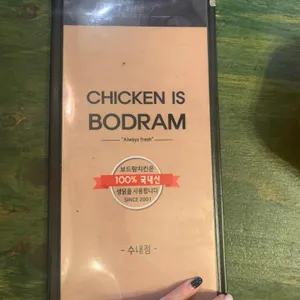 CHICKEN IS
BODRAM
"Always fresh"
보드람치킨은
100% 국내산
생닭을 사용합니다
SINCE 2001
- 수내점 -